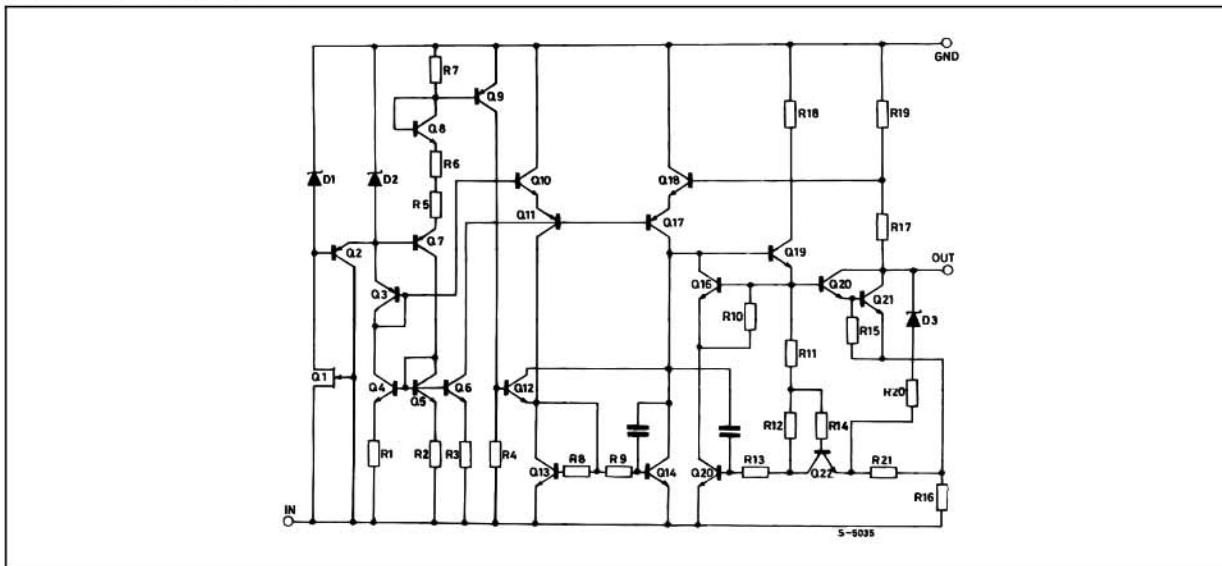 GND
R7
Q9
Q8
R18
R19
R6
D1
D2
Q10
Q18
R5
Q11
Q17
R17
Q2
Q7
OUT
Q19
Q3
Q16
Q20
Q21
R10
R15
D3
R11
Q1
Q4
Q5
Q6
Q12
R20
R12
R14
R1
R2
R3
R4
Q13
R8
R9
Q14
Q20
R13
Q22
R21
R16
IN
S-5035